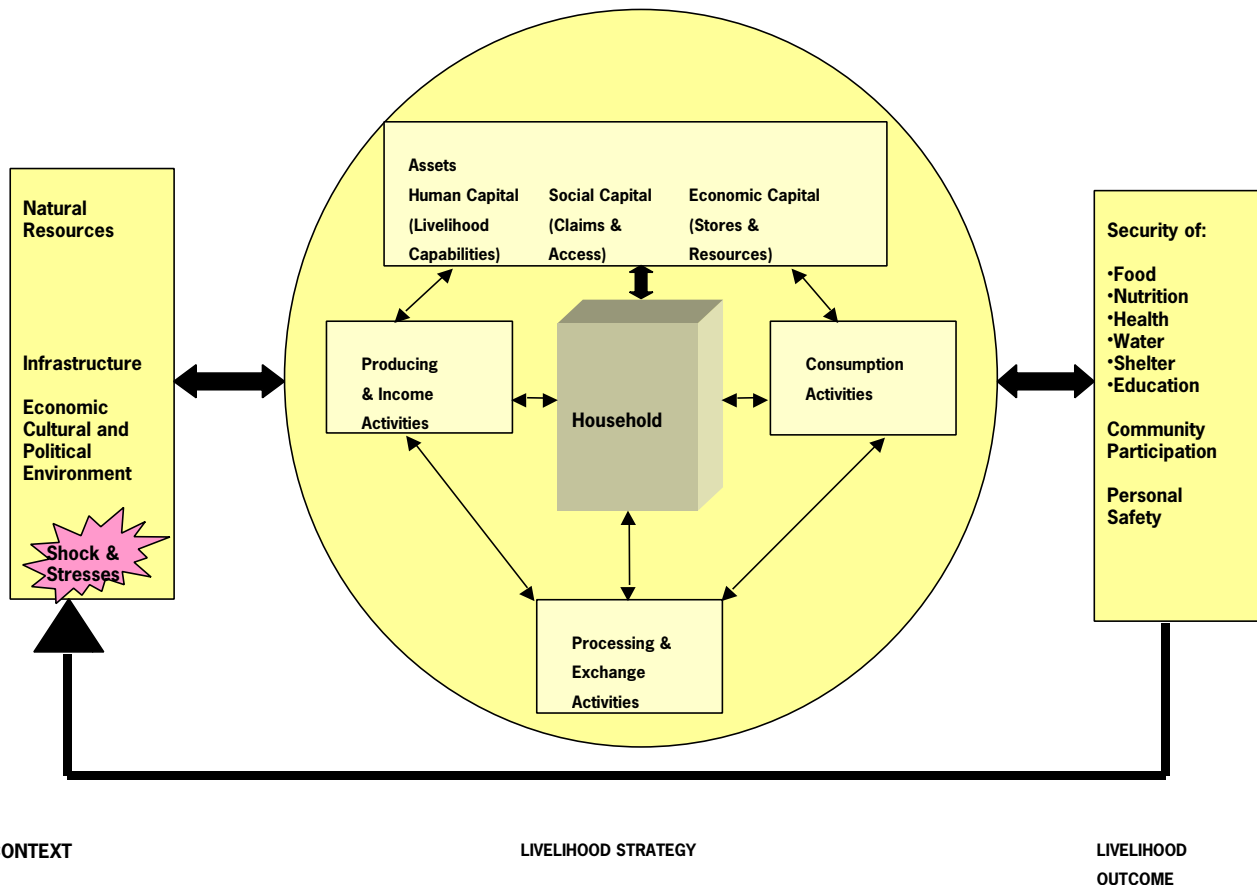 Natural
Resources
Infrastructure
Economic
Cultural and
Political
Environment
Shock &
Stresses
Assets
Human Capital Social Capital Economic Capital
(Livelihood (Claims & (Stores &
Capabilities) Access) Resources)
Producing
& Income
Activities
Household
Consumption
Activities
Processing &
Exchange
Activities
Security of:
•Food
•Nutrition
•Health
•Water
•Shelter
•Education
Community
Participation
Personal
Safety
ONTEXT
LIVELIHOOD STRATEGY
LIVELIHOOD
OUTCOME